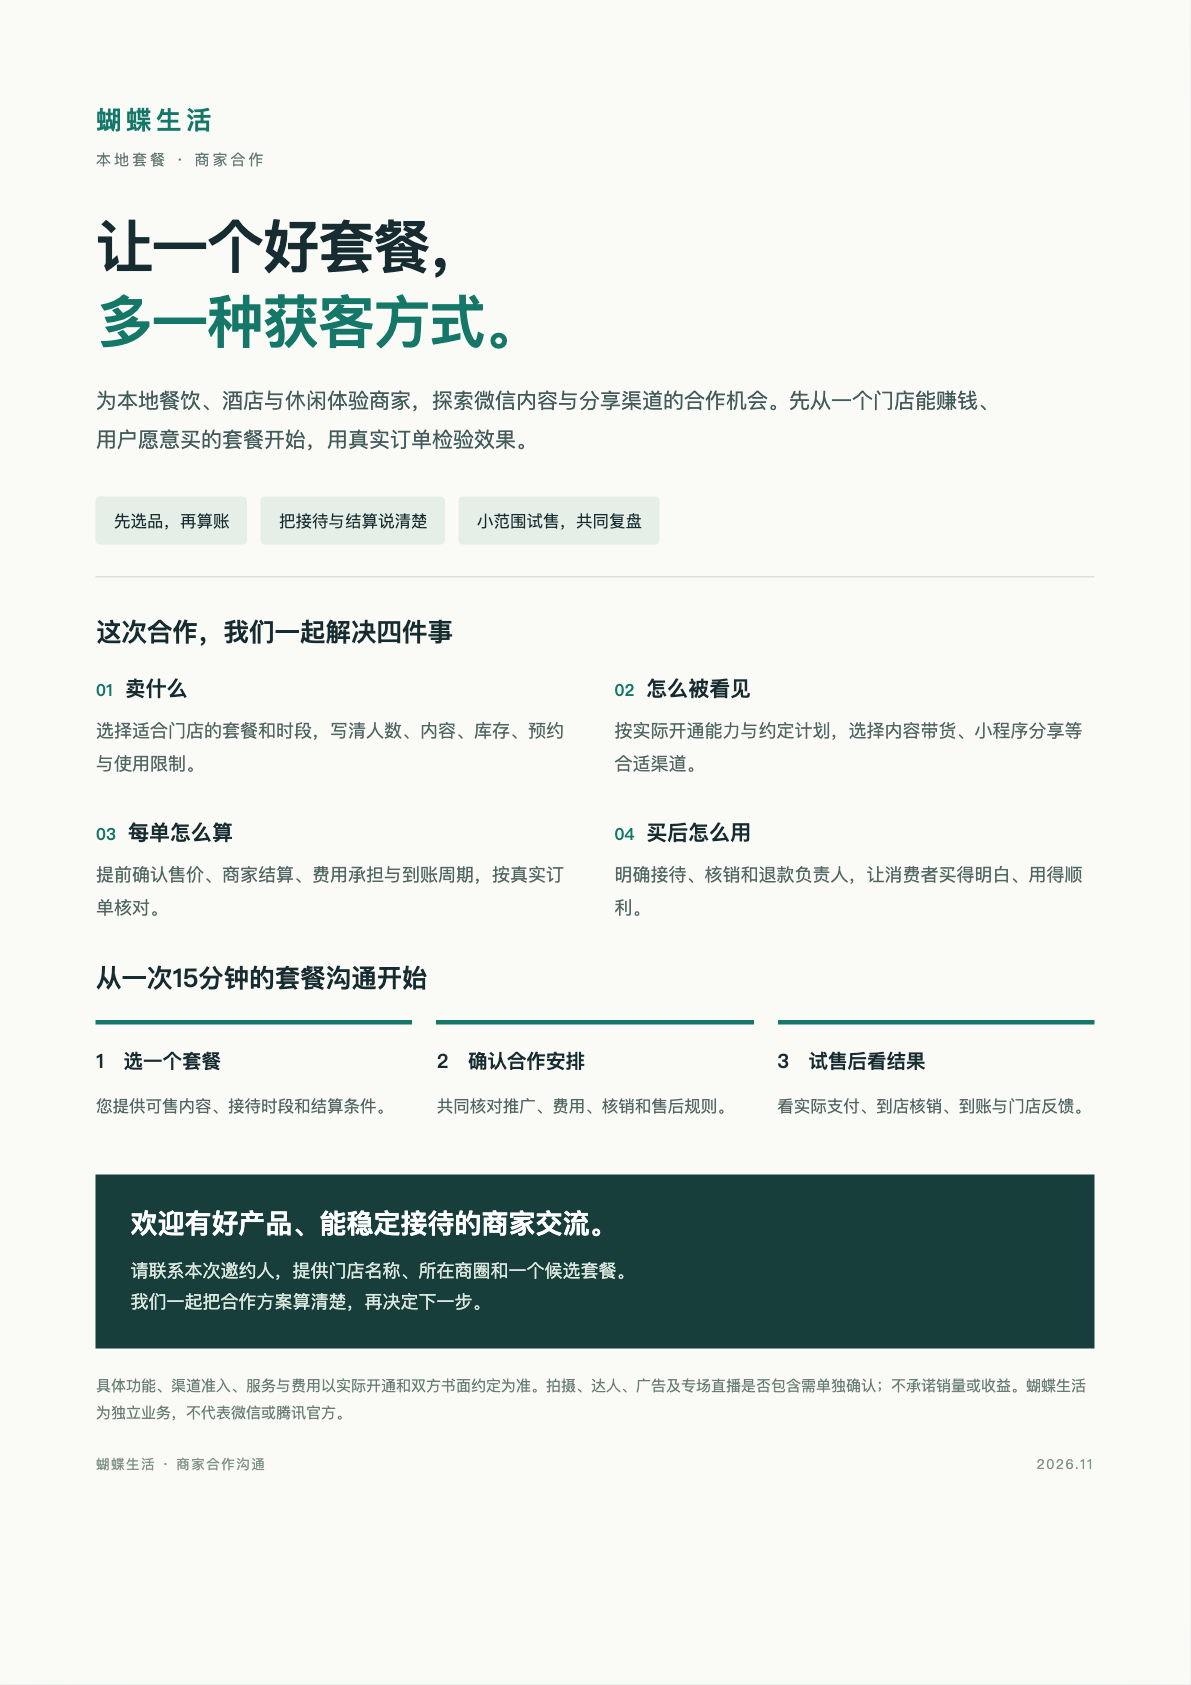 蝴蝶生活
本地套餐 · 商家合作
让一个好套餐，
多一种获客方式。
为本地餐饮、酒店与休闲体验商家，探索微信内容与分享渠道的合作机会。先从一个门店能赚钱、
用户愿意买的套餐开始，用真实订单检验效果。
先选品，再算账
把接待与结算说清楚
小范围试售，共同复盘
这次合作，我们一起解决四件事
01 卖什么
选择适合门店的套餐和时段，写清人数、内容、库存、预约
与使用限制。
02 怎么被看见
按实际开通能力与约定计划，选择内容带货、小程序分享等
合适渠道。
03 每单怎么算
提前确认售价、商家结算、费用承担与到账周期，按真实订
单核对。
04 买后怎么用
明确接待、核销和退款负责人，让消费者买得明白、用得顺
利。
从一次15分钟的套餐沟通开始
1 选一个套餐
您提供可售内容、接待时段和结算条件。
2 确认合作安排
共同核对推广、费用、核销和售后规则。
3 试售后看结果
看实际支付、到店核销、到账与门店反馈。
欢迎有好产品、能稳定接待的商家交流。
请联系本次邀约人，提供门店名称、所在商圈和一个候选套餐。
我们一起把合作方案算清楚，再决定下一步。
具体功能、渠道准入、服务与费用以实际开通和双方书面约定为准。拍摄、达人、广告及专场直播是否包含需单独确认；不承诺销量或收益。蝴蝶生活
为独立业务，不代表微信或腾讯官方。
蝴蝶生活 · 商家合作沟通
2026.11